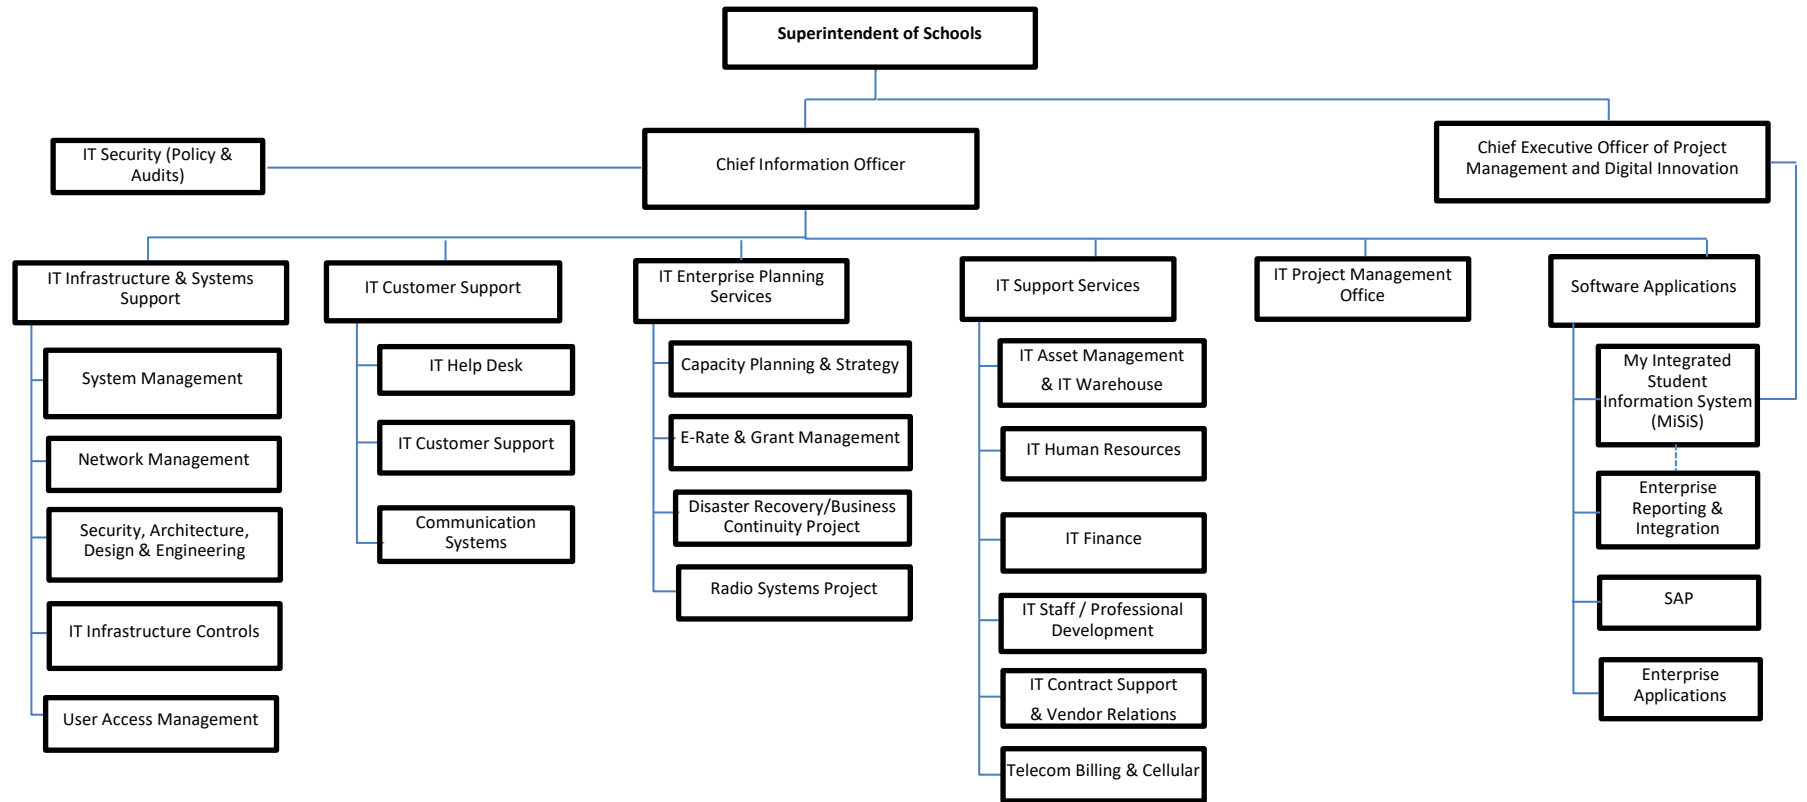 Superintendent of Schools
IT Security (Policy &
Audits)
Chief Information Officer
Chief Executive Officer of Project
Management and Digital Innovation
IT Infrastructure & Systems
Support
System Management
Network Management
Security, Architecture,
Design & Engineering
IT Infrastructure Controls
User Access Management
IT Customer Support
IT Help Desk
IT Customer Support
Communication
Systems
IT Enterprise Planning
Services
Capacity Planning & Strategy
E-Rate & Grant Management
Disaster Recovery/Business
Continuity Project
Radio Systems Project
IT Support Services
IT Asset Management
& IT Warehouse
IT Human Resources
IT Finance
IT Staff / Professional
Development
IT Contract Support
& Vendor Relations
Telecom Billing & Cellular
IT Project Management
Office
Software Applications
My Integrated
Student
Information System
(MiSiS)
Enterprise
Reporting &
Integration
SAP
Enterprise
Applications